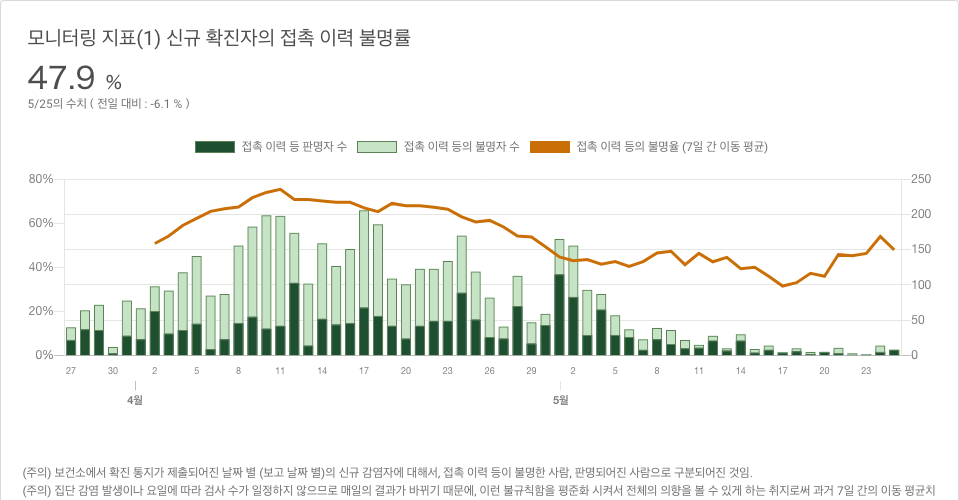 모니터링 지표(1) 신규 확진자의 접촉 이력 불명률
47.9 %
5/25의 수치 ( 전일 대비 : -6.1 % )
접촉 이력 등 판명자 수 접촉 이력 등의 불명자 수 접촉 이력 등의 불명율 (7일 간 이동 평균)
80% 250
200
60%
150
40%
100
20%
50
0% 0
27 30 2 5 8 11 14 17 20 23 26 29 2 5 8 11 14 17 20 23
4월 5월
(주의) 보건소에서 확진 통지가 제출되어진 날짜 별 (보고 날짜 별)의 신규 감염자에 대해서, 접촉 이력 등이 불명한 사람, 판명되어진 사람으로 구분되어진 것임.
(주의) 집단 감염 발생이나 요일에 따라 검사 수가 일정하지 않으므로 매일의 결과가 바뀌기 때문에, 이런 불규칙함을 평준화 시켜서 전체의 의향을 볼 수 있게 하는 취지로써 과거 7일 간의 이동 평균치